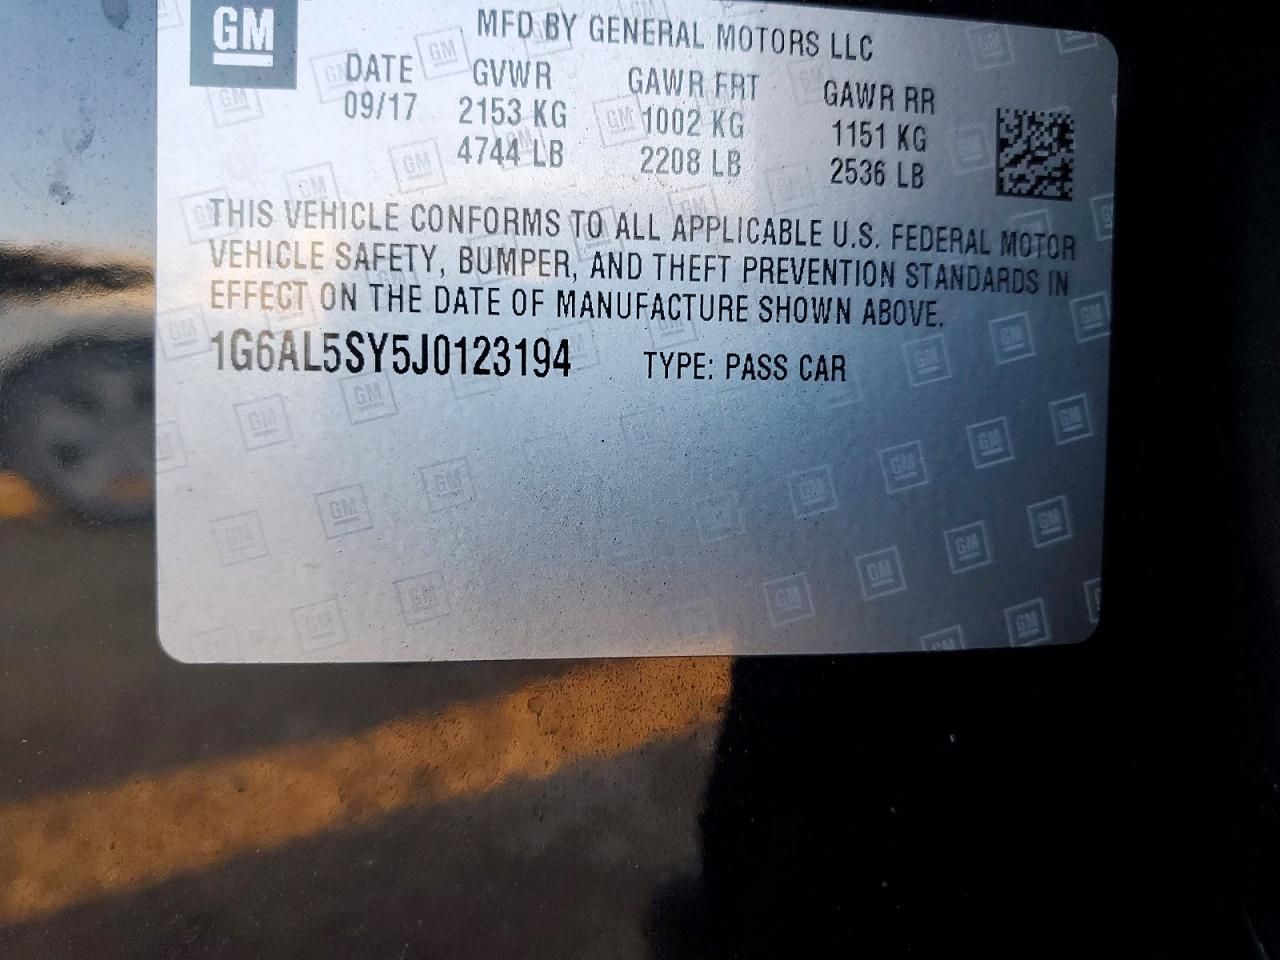 GM
MFD BY GENERAL MOTORS LLC
DATE GVWR GAWR FRT GAWR RR
09/17 2153 KG 1002 KG 1151 KG
4744 LB 2208 LB 2536 LB
THIS VEHICLE CONFORMS TO ALL APPLICABLE U.S. FEDERAL MOTOR
VEHICLE SAFETY, BUMPER, AND THEFT PREVENTION STANDARDS IN
EFFECT ON THE DATE OF MANUFACTURE SHOWN ABOVE.
1G6AL5SY5J0123194 TYPE: PASS CAR